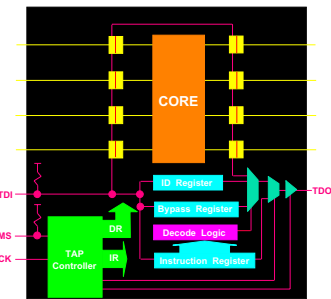 CORE
TDI
ID Register
TDO
Bypass Register
DR
MS
Decode Logic
TAP
Controller
IR
CK
Instruction Register